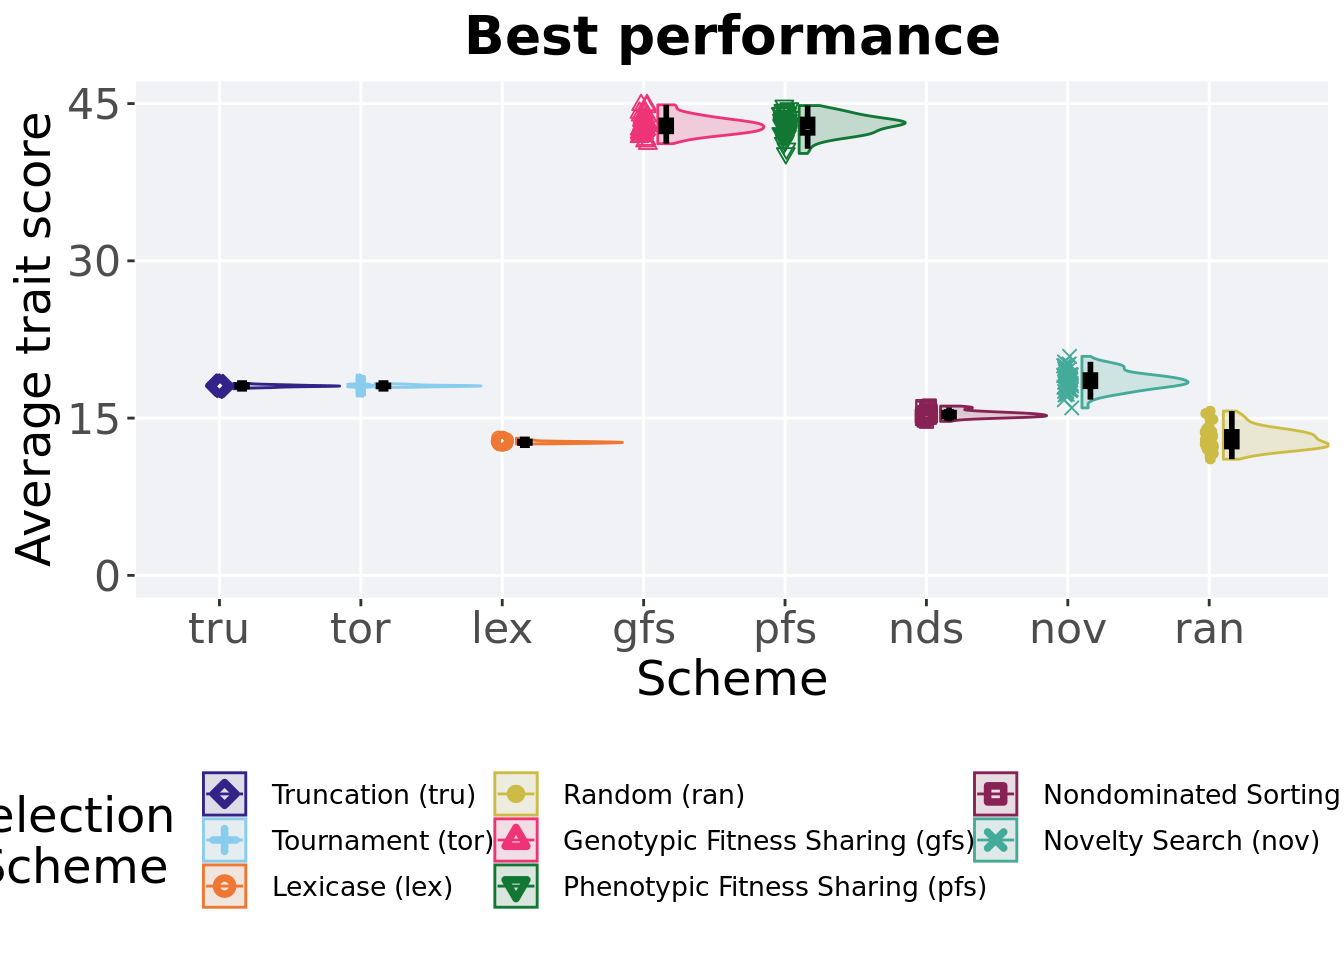 Best performance
Average trait score
45
30
15
0
tru tor lex gfs pfs nds nov ran
Scheme
election
Scheme
Truncation (tru)
Tournament (tor)
Lexicase (lex)
Random (ran)
Genotypic Fitness Sharing (gfs)
Phenotypic Fitness Sharing (pfs)
Nondominated Sorting
Novelty Search (nov)